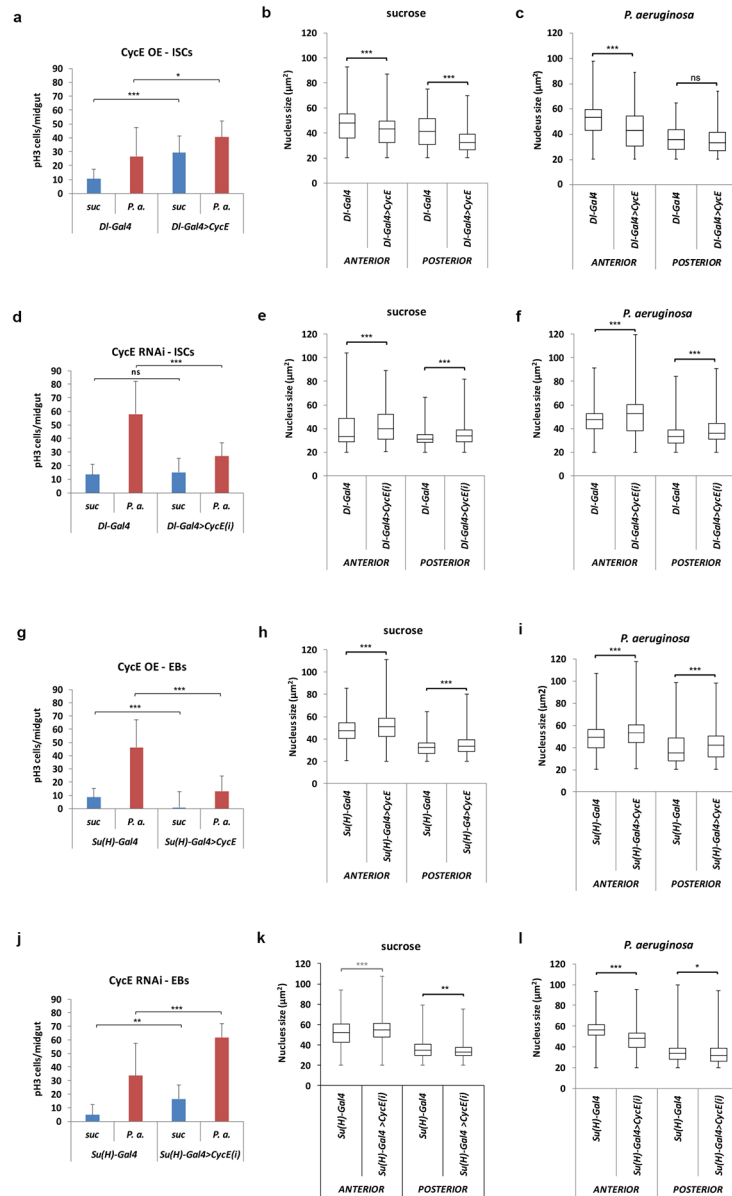 a
CycE OE - ISCs
pH3 cells/midgut
90
80
70
60
50
40
30
20
10
0
***
*
suc
P. a.
suc
P. a.
Dl-Gal4
Dl-Gal4>CycE
b
sucrose
Nucleus size (µm²)
120
100
80
60
40
20
0
***
***
Dl-Gal4
Dl-Gal4>CycE
Dl-Gal4
Dl-Gal4>CycE
ANTERIOR
POSTERIOR
c
P. aeruginosa
Nucleus size (µm²)
120
100
80
60
40
20
0
***
ns
Dl-Gal4
Dl-Gal4>CycE
Dl-Gal4
Dl-Gal4>CycE
ANTERIOR
POSTERIOR
d
CycE RNAi - ISCs
pH3 cells/midgut
90
80
70
60
50
40
30
20
10
0
***
ns
suc
P. a.
suc
P. a.
Dl-Gal4
Dl-Gal4>CycE(i)
e
sucrose
Nucleus size (µm²)
120
100
80
60
40
20
0
***
***
Dl-Gal4
Dl-Gal4>CycE(i)
Dl-Gal4
Dl-Gal4>CycE(i)
ANTERIOR
POSTERIOR
f
P. aeruginosa
Nucleus size (µm²)
120
100
80
60
40
20
0
***
***
Dl-Gal4
Dl-Gal4>CycE(i)
Dl-Gal4
Dl-Gal4>CycE(i)
ANTERIOR
POSTERIOR
g
CycE OE - EBs
pH3 cells/midgut
90
80
70
60
50
40
30
20
10
0
***
***
suc
P. a.
suc
P. a.
Su(H)-Gal4
Su(H)-Gal4>CycE
h
sucrose
Nucleus size (µm²)
120
100
80
60
40
20
0
***
***
Su(H)-Gal4
Su(H)-Gal4>CycE
Su(H)-Gal4
Su(H)-G4>CycE
ANTERIOR
POSTERIOR
i
P. aeruginosa
Nucleus size (µm2)
120
100
80
60
40
20
0
***
***
Su(H)-Gal4
Su(H)-Gal4>CycE
Su(H)-Gal4
Su(H)-Gal4>CycE
ANTERIOR
POSTERIOR
j
CycE RNAi - EBs
pH3 cells/midgut
90
80
70
60
50
40
30
20
10
0
***
**
suc
P. a.
suc
P. a.
Su(H)-Gal4
Su(H)-Gal4>CycE(i)
k
sucrose
Nuclues size (µm²)
120
100
80
60
40
20
0
***
**
Su(H)-Gal4
Su(H)-Gal4 >CycE(i)
Su(H)-Gal4
Su(H)-Gal4 >CycE(i)
ANTERIOR
POSTERIOR
l
P. aeruginosa
Nucleus size (µm²)
120
100
80
60
40
20
0
***
*
Su(H)-Gal4
Su(H)-Gal4>CycE(i)
Su(H)-Gal4
Su(H)-Gal4>CycE(i)
ANTERIOR
POSTERIOR